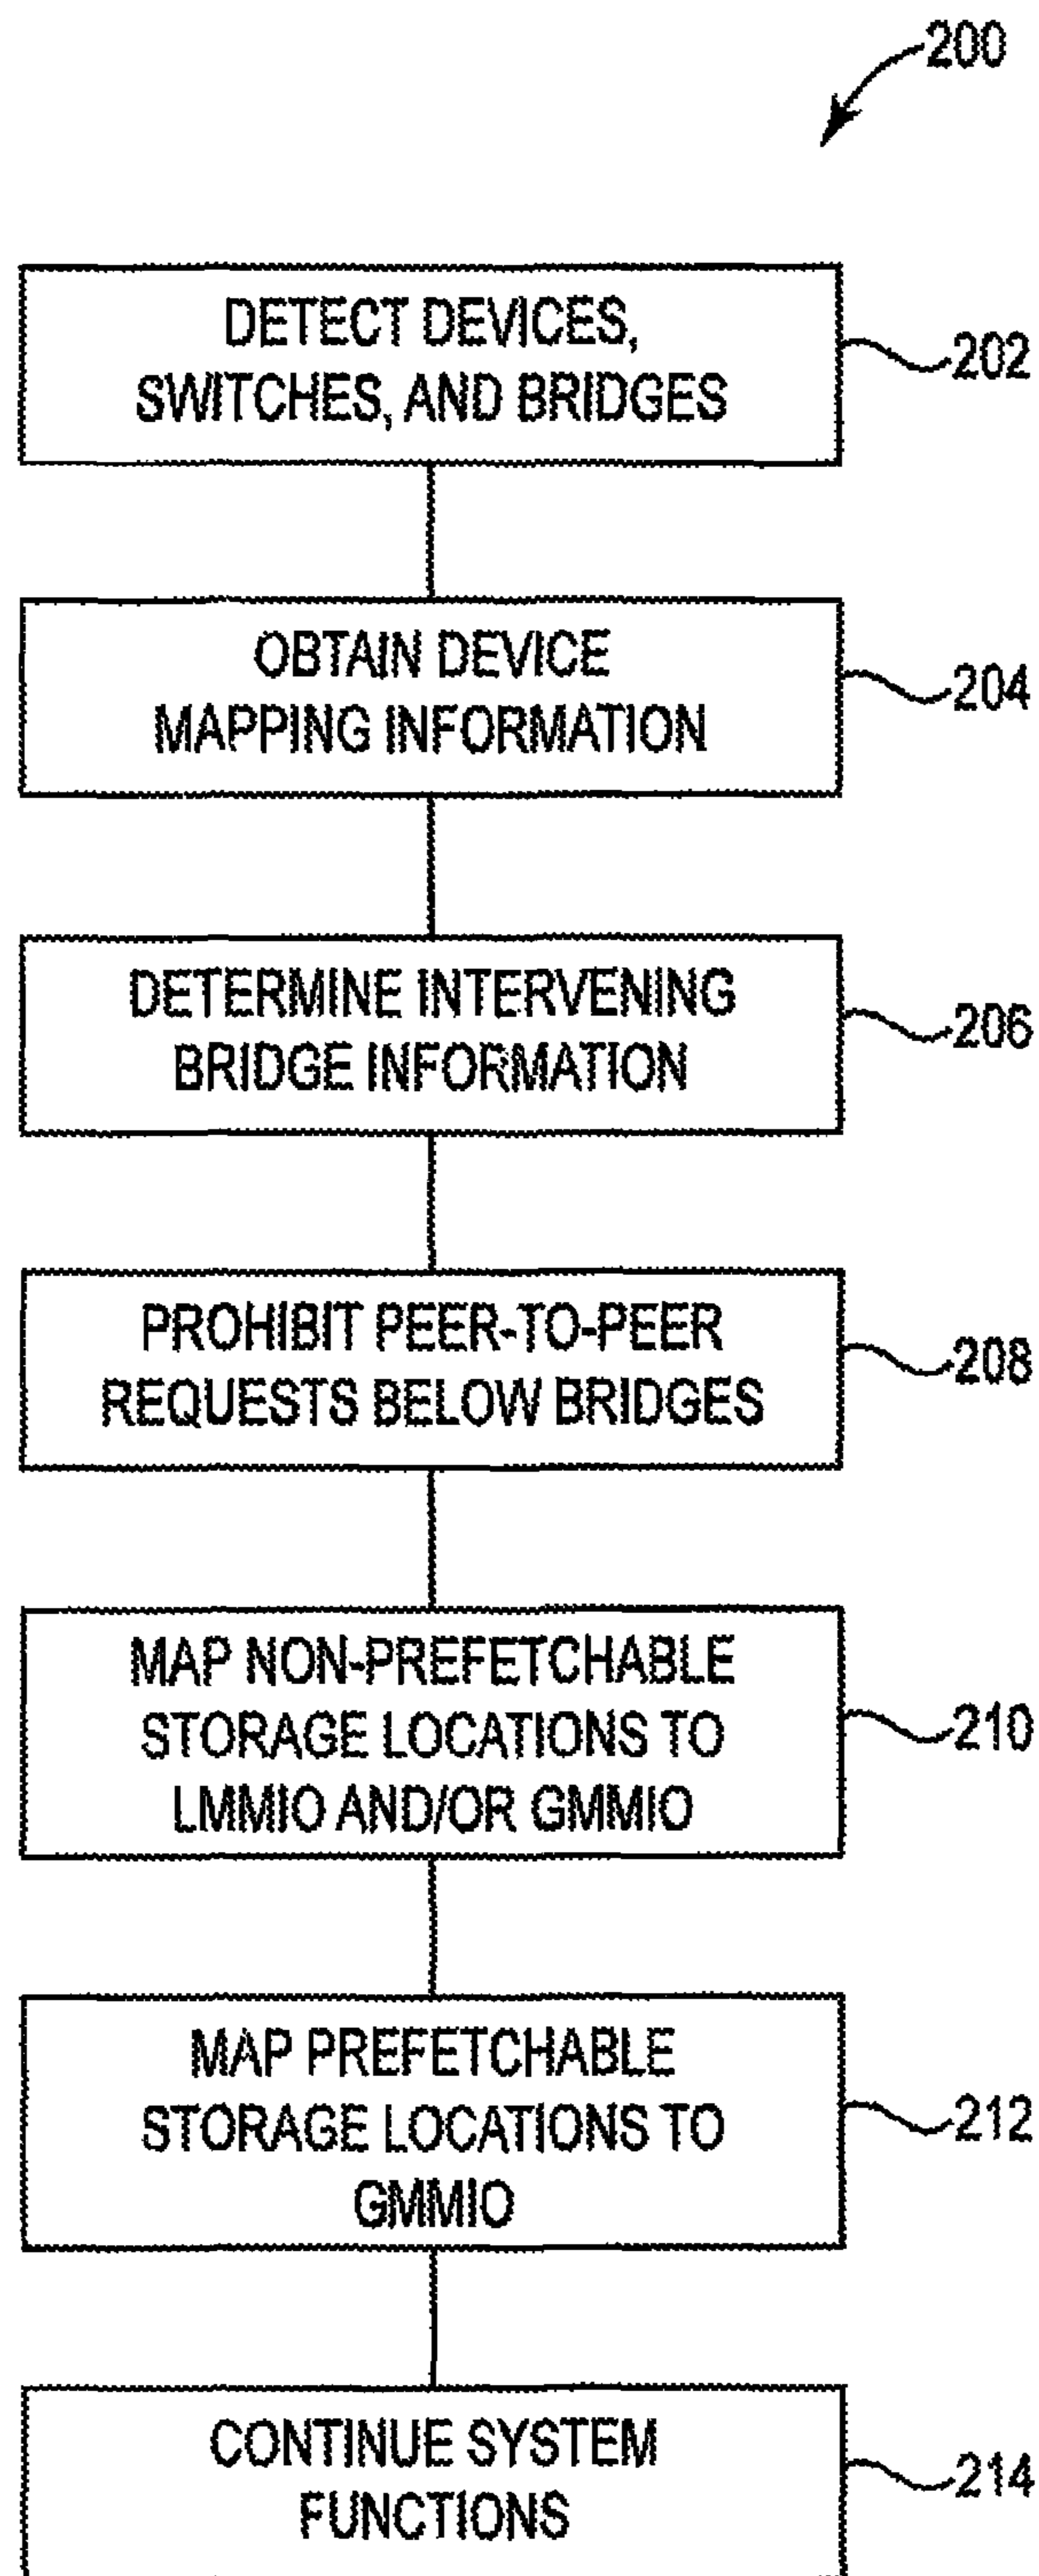 200
DETECT DEVICES,
SWITCHES, AND BRIDGES
202
OBTAIN DEVICE
MAPPING INFORMATION
204
DETERMINE INTERVENING
BRIDGE INFORMATION
206
PROHIBIT PEER-TO-PEER
REQUESTS BELOW BRIDGES
208
MAP NON-PREFETCHABLE
STORAGE LOCATIONS TO
LMMIO AND/OR GMMIO
210
MAP PREFETCHABLE
STORAGE LOCATIONS TO
GMMIO
212
CONTINUE SYSTEM
FUNCTIONS
214